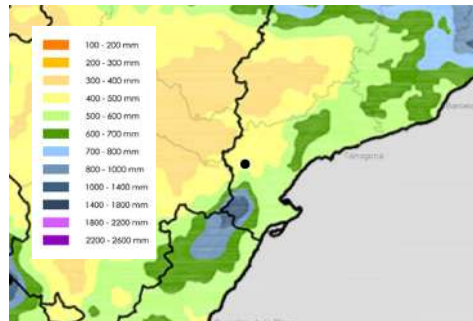 100 - 200 mm
200 - 300 mm
300 - 400 mm
400 - 500 mm
500 - 600 mm
600 - 700 mm
700 - 800 mm
800 - 1000 mm
1000 - 1400 mm
1400 - 1800 mm
1800 - 2200 mm
2200 - 2600 mm
Tarragona